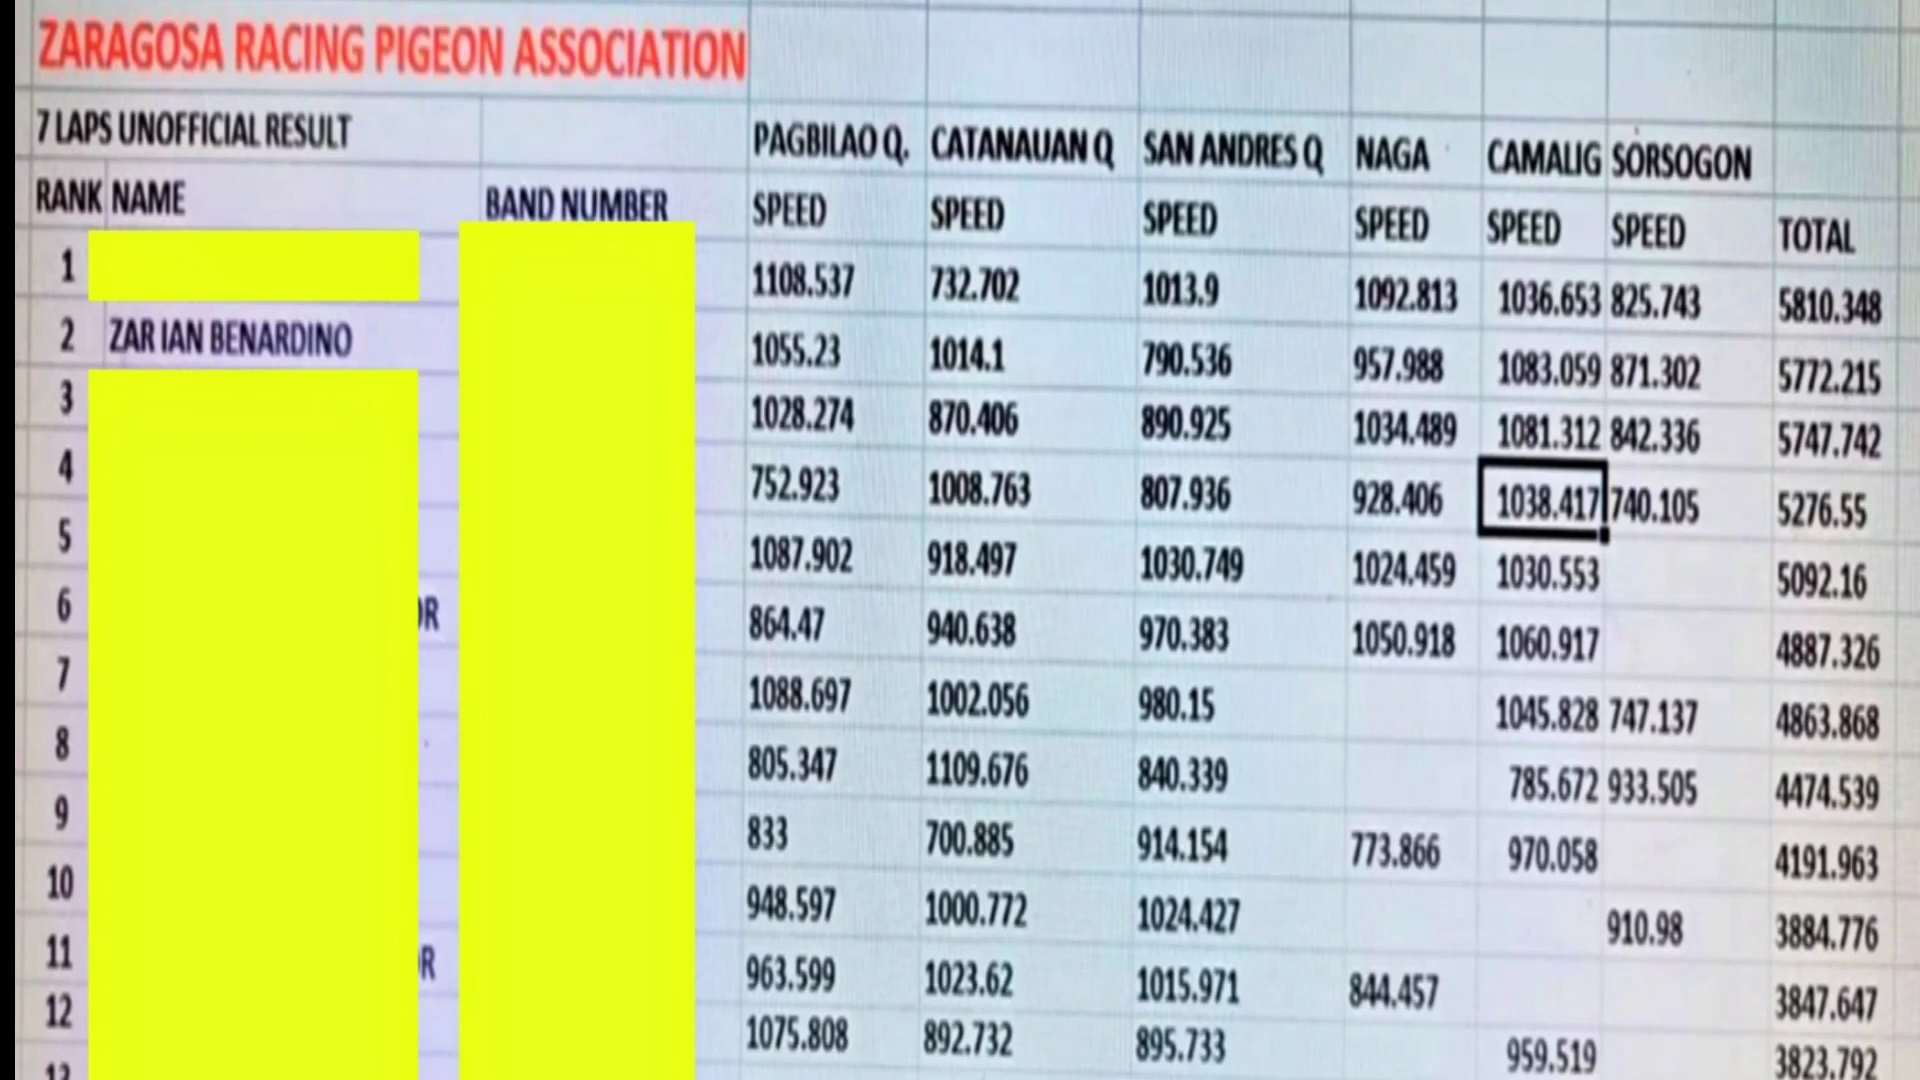 ZARAGOSA RACING PIGEON ASSOCIATION
7 LAPS UNOFFICIAL RESULT PAGBILAO Q. CATANAUAN Q SAN ANDRES Q NAGA CAMALIG SORSOGON
RANK NAME BAND NUMBER SPEED SPEED SPEED SPEED SPEED SPEED TOTAL
1 1108.537 732.702 1013.9 1092.813 1036.653 825.743 5810.348
2 ZAR IAN BENARDINO 1055.23 1014.1 790.536 957.988 1083.059 871.302 5772.215
3 1028.274 870.406 890.925 1034.489 1081.312 842.336 5747.742
4 752.923 1008.763 807.936 928.406 1038.417 740.105 5276.55
5 1087.902 918.497 1030.749 1024.459 1030.553 5092.16
6 864.47 940.638 970.383 1050.918 1060.917 4887.326
7 1088.697 1002.056 980.15 1045.828 747.137 4863.868
8 805.347 1109.676 840.339 785.672 933.505 4474.539
9 833 700.885 914.154 773.866 970.058 4191.963
10 948.597 1000.772 1024.427 910.98 3884.776
11 963.599 1023.62 1015.971 844.457 3847.647
12 1075.808 892.732 895.733 959.519 3823.792
13